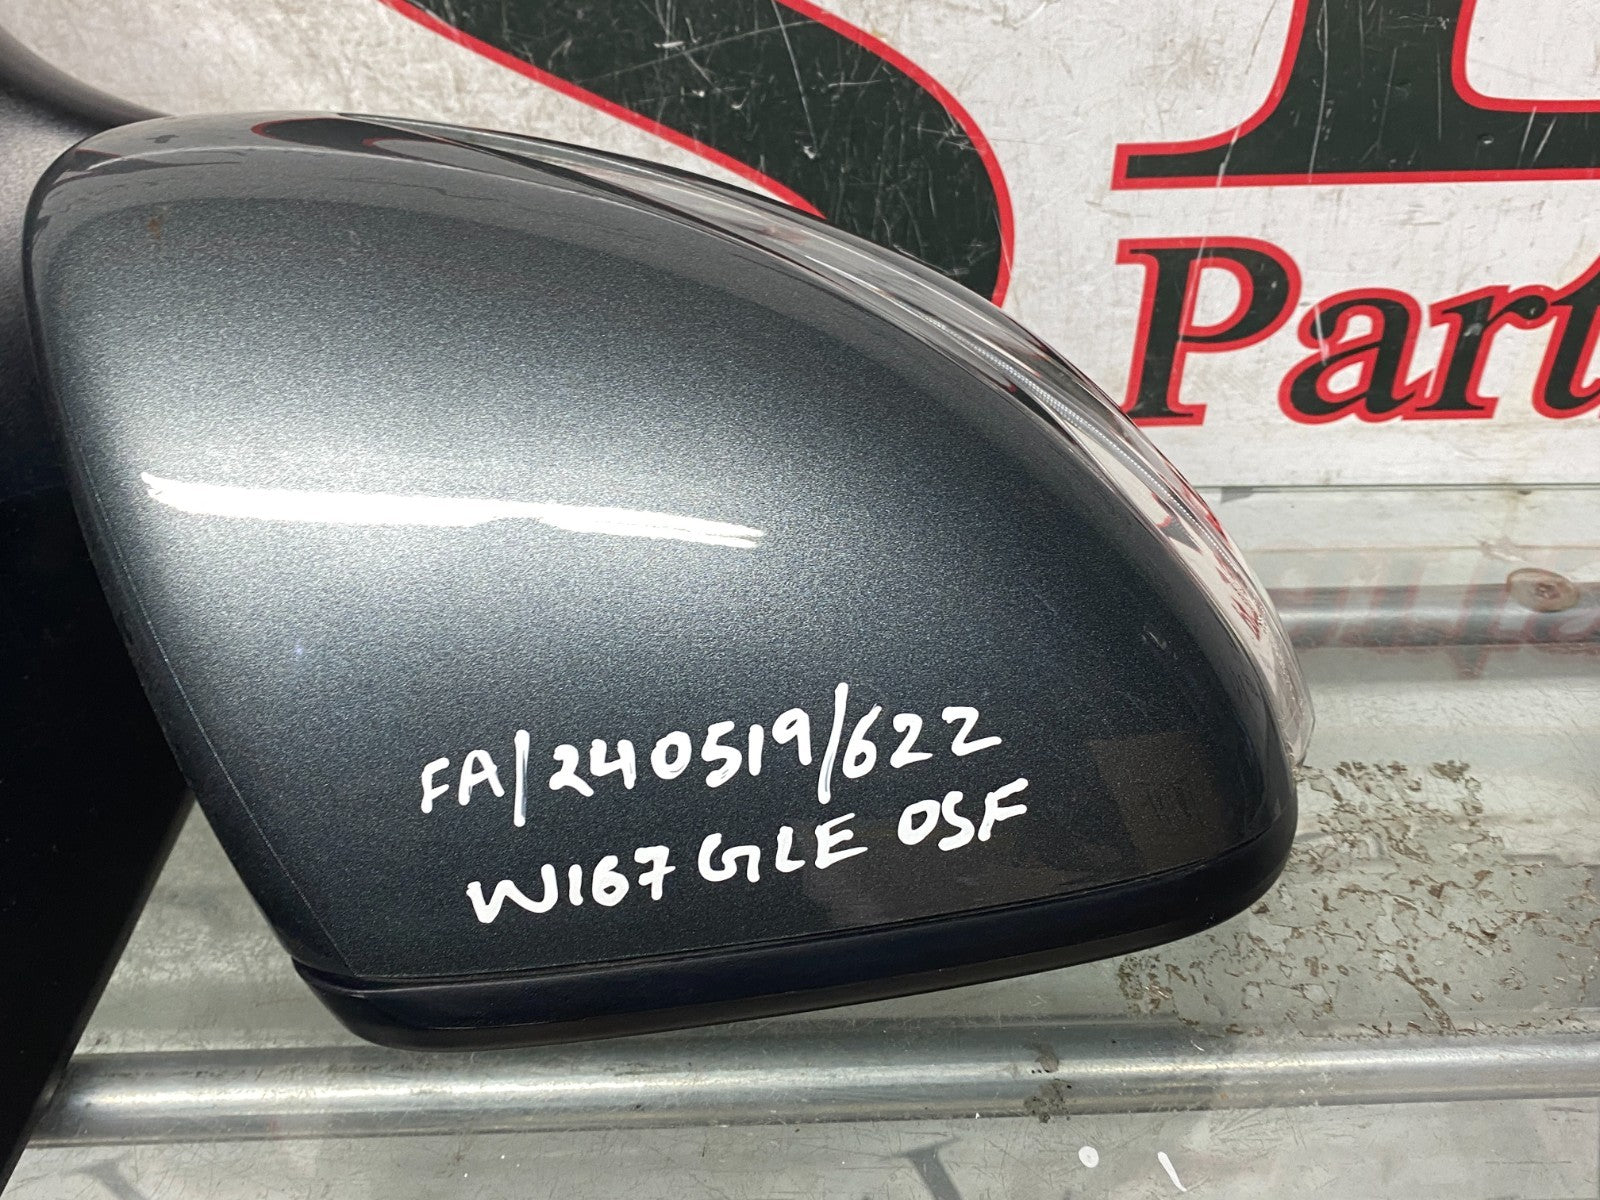 Part
FA/240519/622
W167 GLE OSF